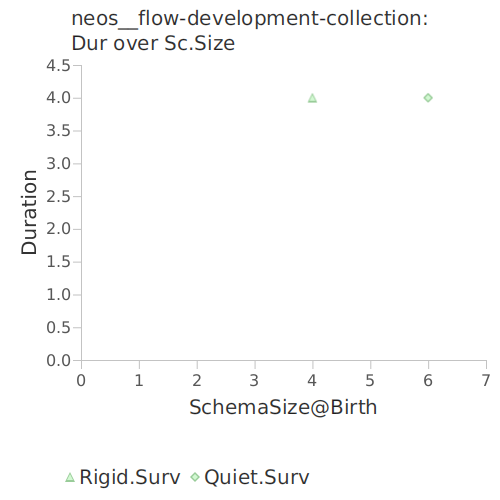 neos__flow-development-collection:
Dur over Sc.Size
4.5
4.0
3.5
3.0
2.5
2.0
1.5
1.0
0.5
0.0
Duration
0 1 2 3 4 5 6 7
SchemaSize@Birth
Rigid.Surv Quiet.Surv